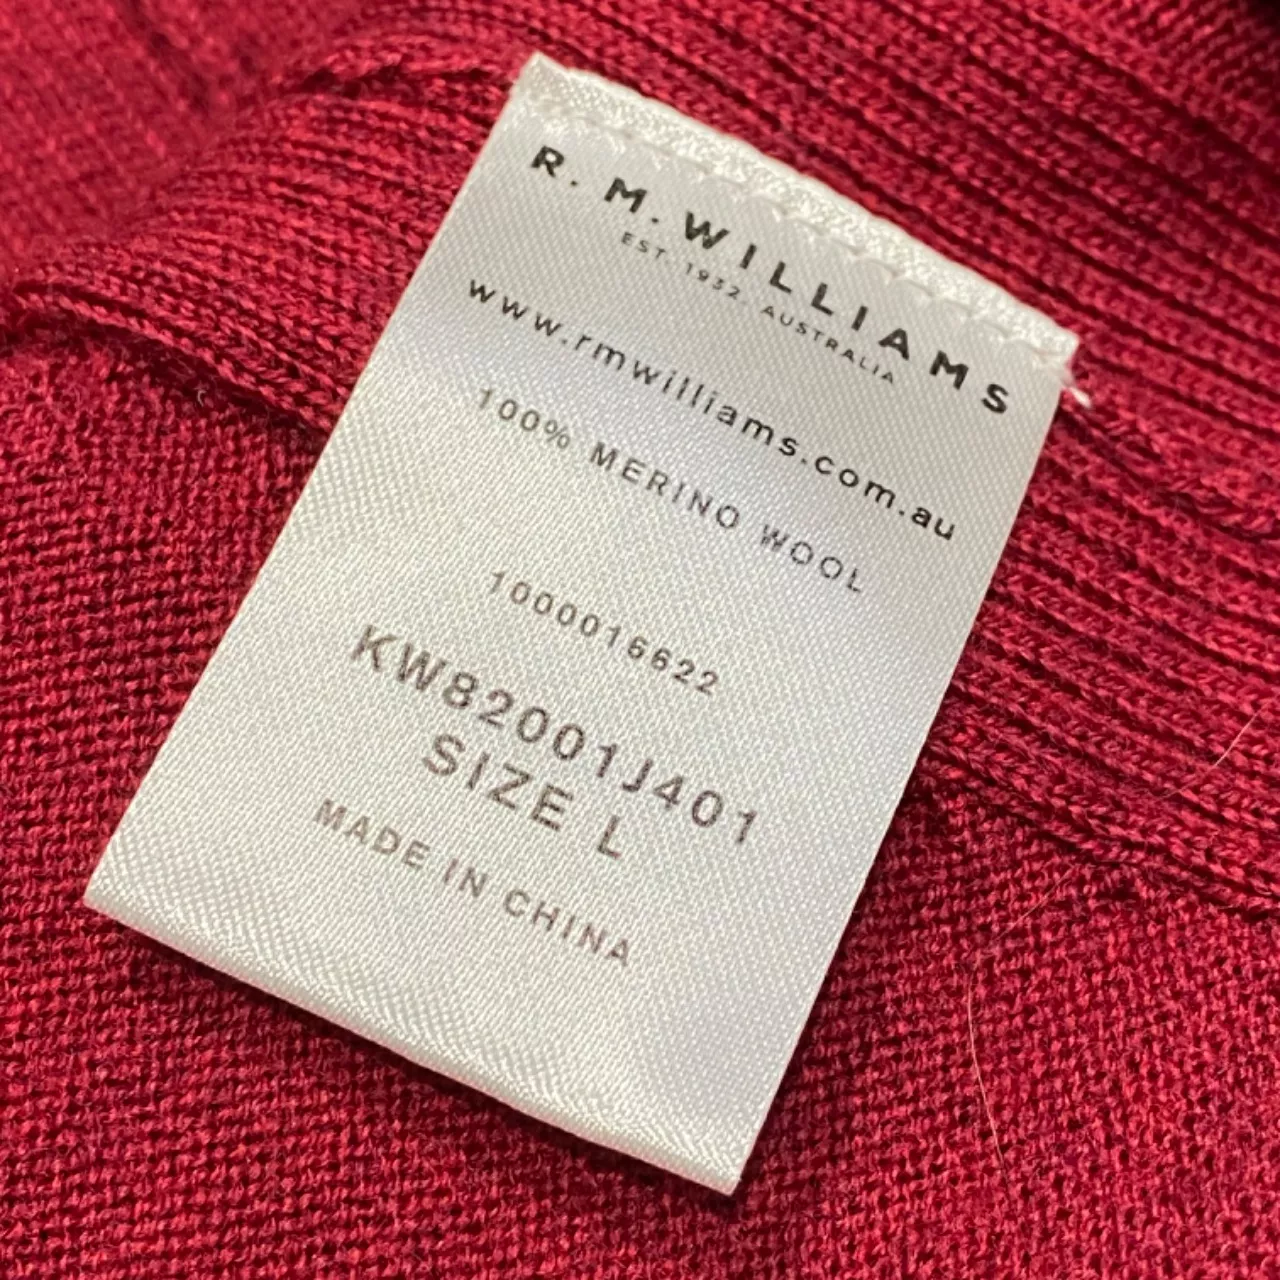 R. M. WILLIAMS
EST. 1932. AUSTRALIA
www.rmwilliams.com.au
100% MERINO WOOL
1000016622
KW82001J401
SIZE L
MADE IN CHINA